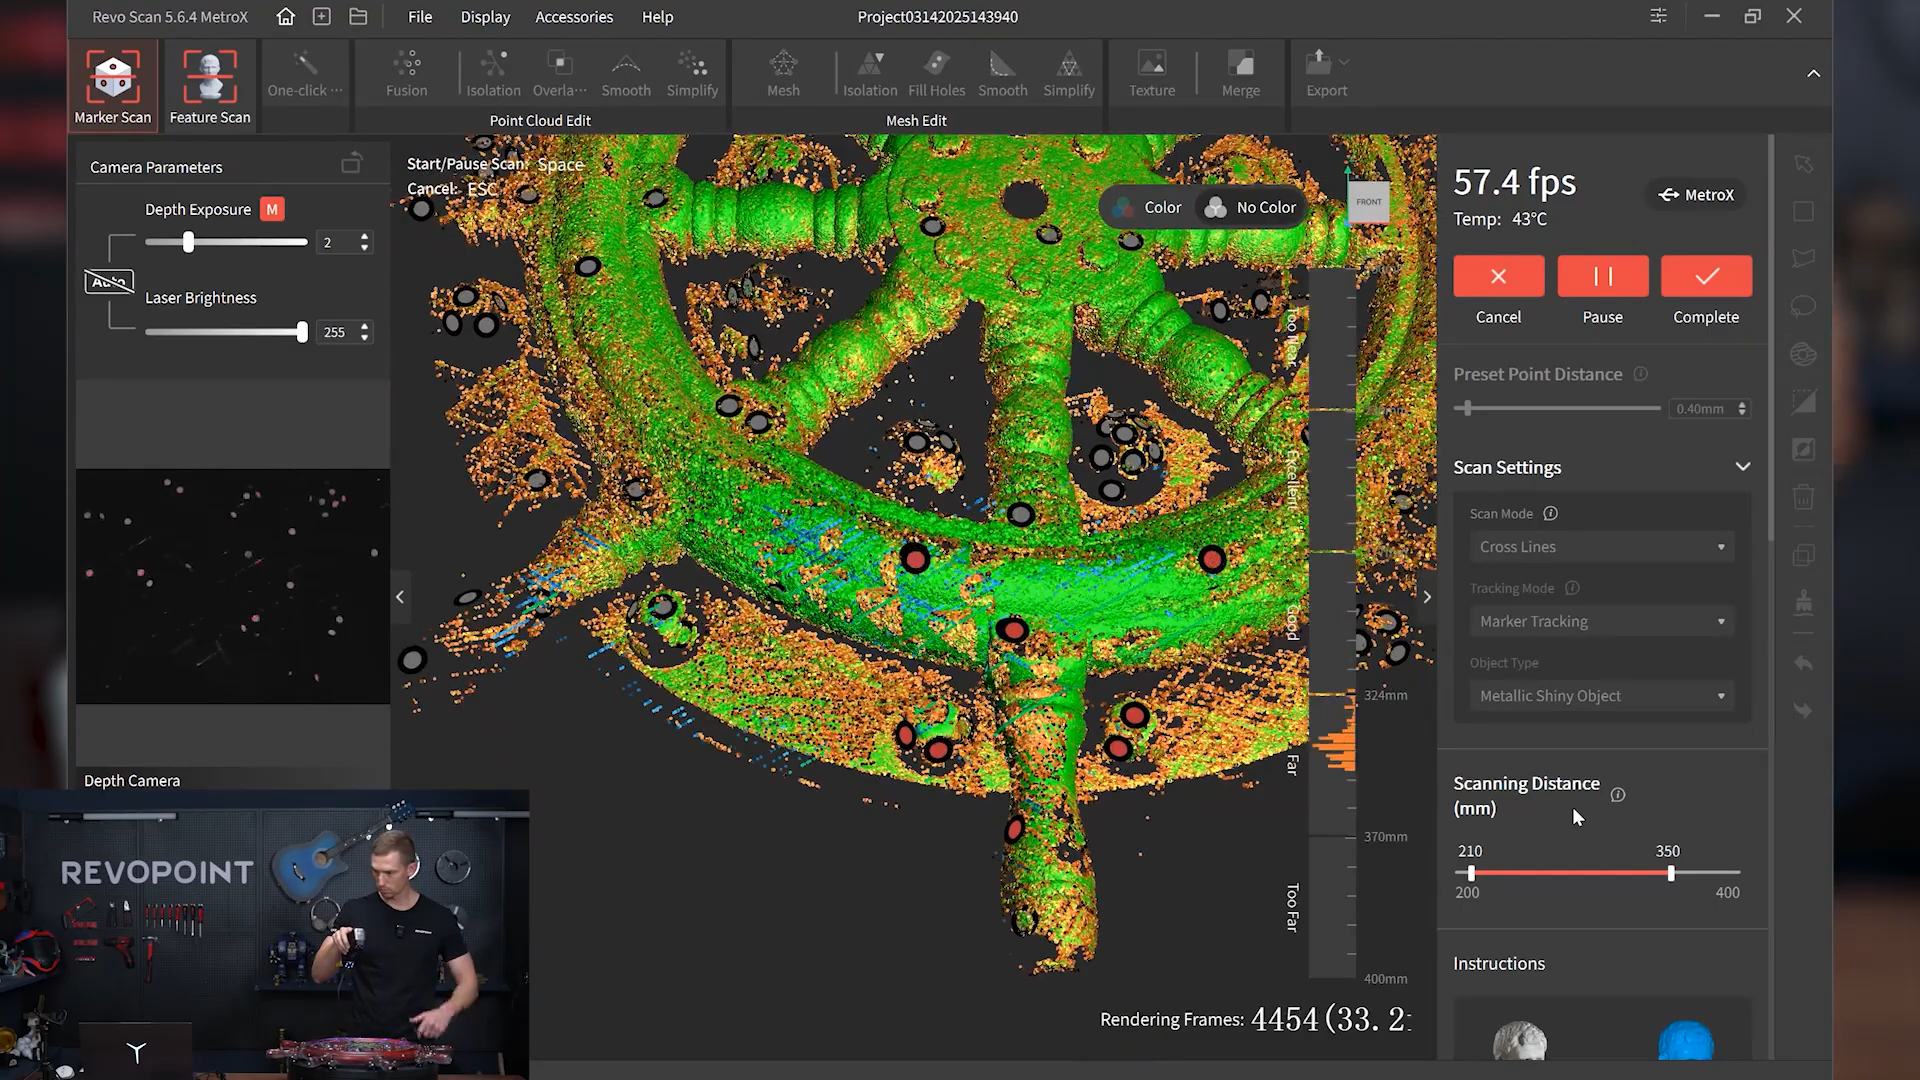 Revo Scan 5.6.4 MetroX
File
Display
Accessories
Help
Project03142025143940
Marker Scan
Feature Scan
One-click ···
Fusion
Isolation
Overla···
Smooth
Simplify
Point Cloud Edit
Mesh
Isolation
Fill Holes
Smooth
Simplify
Mesh Edit
Texture
Merge
Export
Camera Parameters
Depth Exposure M
2
Auto
Laser Brightness
255
Depth Camera
Start/Pause Scan: Space
Cancel: ESC
Color
No Color
FRONT
Too Near
Excellent
Good
324mm
Far
370mm
Too Far
400mm
Rendering Frames: 4454(33.2
57.4 fps
MetroX
Temp: 43°C
Cancel
Pause
Complete
Preset Point Distance
0.40mm
Scan Settings
Scan Mode
Cross Lines
Tracking Mode
Marker Tracking
Object Type
Metallic Shiny Object
Scanning Distance
(mm)
210
350
200
400
Instructions
REVOPOINT